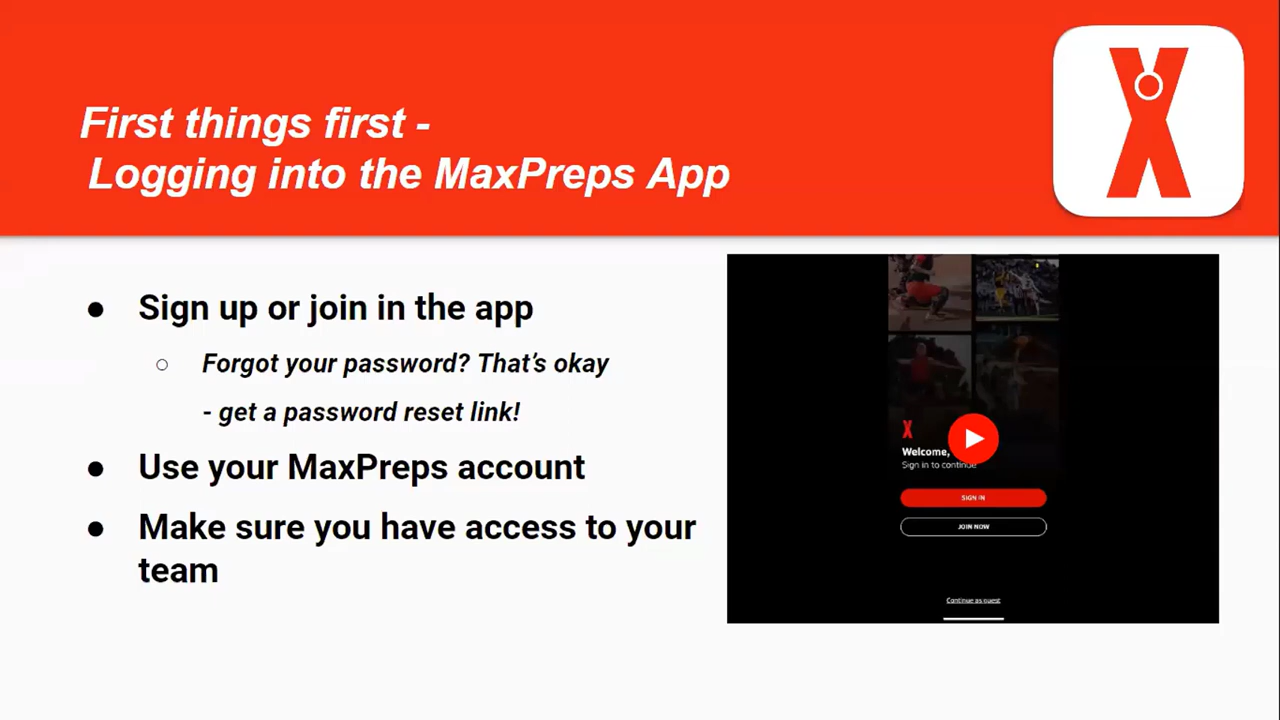 First things first -
Logging into the MaxPreps App
● Sign up or join in the app
○ Forgot your password? That's okay
- get a password reset link!
● Use your MaxPreps account
● Make sure you have access to your
team
Welcome,
Sign in to continue
SIGN IN
JOIN NOW
Continue as guest